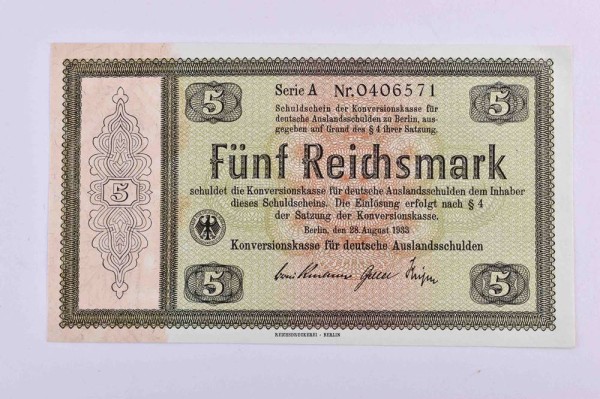 5 Serie A Nr.0406571 5
Schuldschein der Konversionskasse für
deutsche Auslandsschulden zu Berlin, aus-
gegeben auf Grund des § 4 ihrer Satzung.
Fünf Reichsmark
5
schuldet die Konversionskasse für deutsche Auslandsschulden dem Inhaber
dieses Schuldscheins. Die Einlösung erfolgt nach § 4
der Satzung der Konversionskasse.
Berlin, den 28. August 1933
Konversionskasse für deutsche Auslandsschulden
5 5
REICHSDRUCKEREI · BERLIN